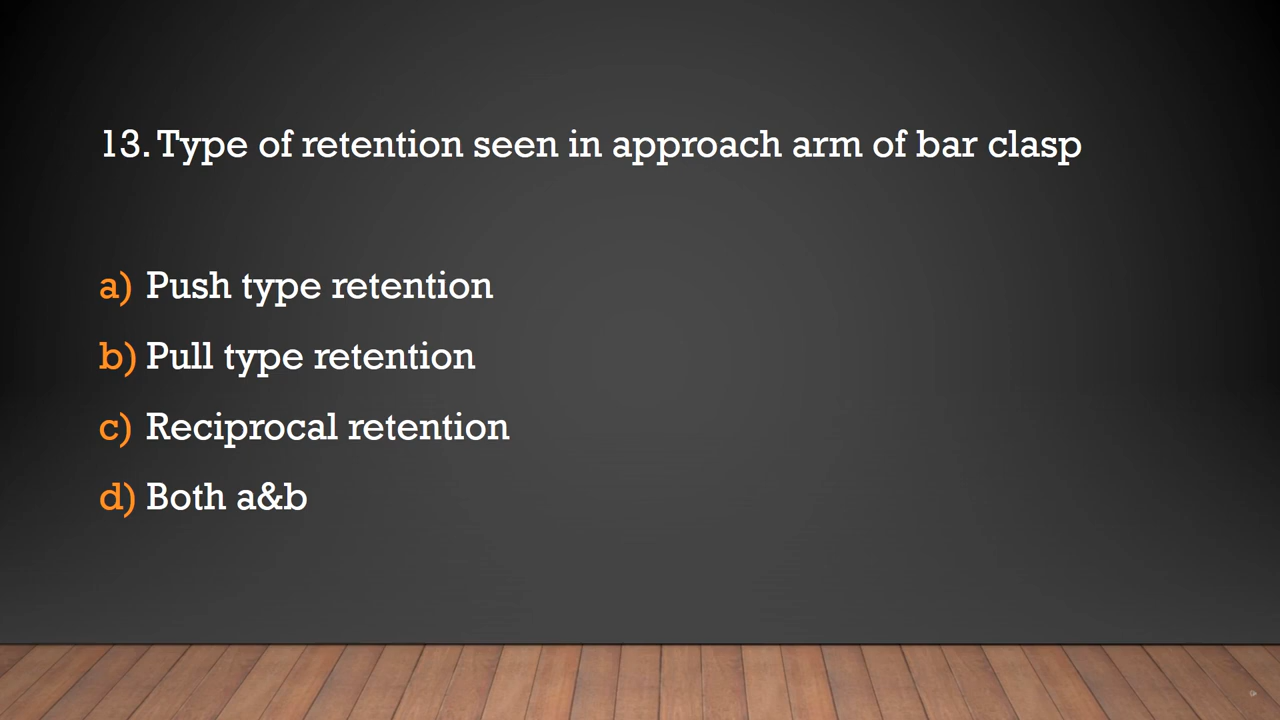 13. Type of retention seen in approach arm of bar clasp
a) Push type retention
b) Pull type retention
c) Reciprocal retention
d) Both a&b